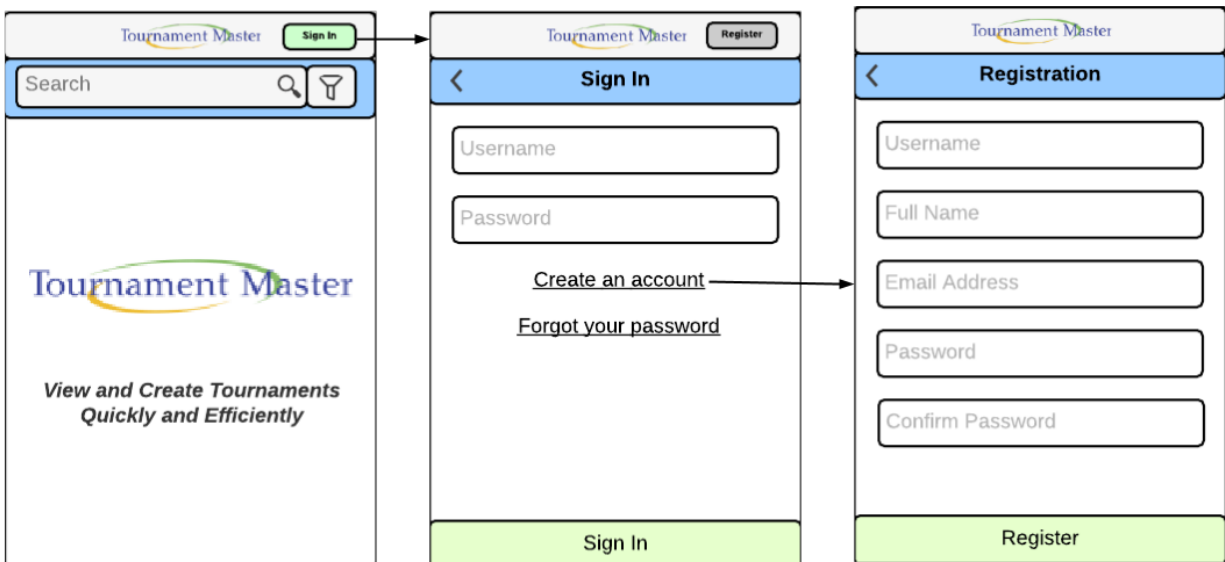 Tournament Master
Sign In
Search
Tournament Master
View and Create Tournaments
Quickly and Efficiently
Tournament Master
Register
Sign In
Username
Password
Create an account
Forgot your password
Sign In
Tournament Master
Registration
Username
Full Name
Email Address
Password
Confirm Password
Register